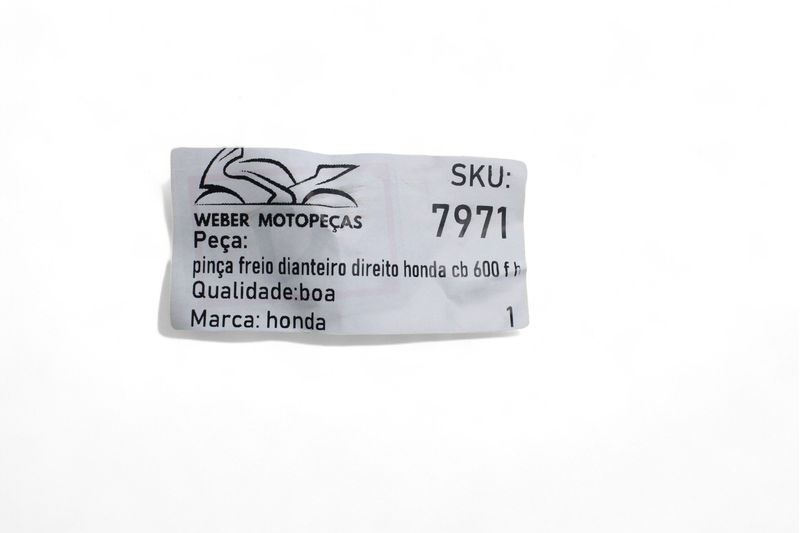 WEBER MOTOPEÇAS
SKU:
7971
Peça:
pinça freio dianteiro direito honda cb 600 f h
Qualidade:boa
Marca: honda
1